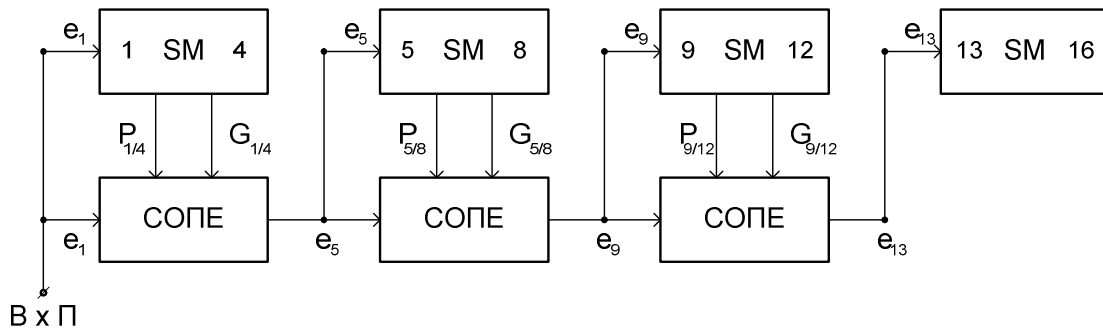 e1 1 SM 4 e5 5 SM 8 e9 9 SM 12 e13 13 SM 16
P1/4 G1/4 P5/8 G5/8 P9/12 G9/12
СОПЕ СОПЕ СОПЕ
e1 e5 e9 e13
В x П